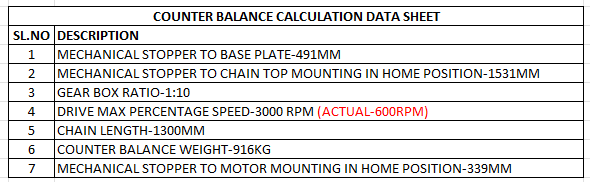 COUNTER BALANCE CALCULATION DATA SHEET
SL.NO DESCRIPTION
1 MECHANICAL STOPPER TO BASE PLATE-491MM
2 MECHANICAL STOPPER TO CHAIN TOP MOUNTING IN HOME POSITION-1531MM
3 GEAR BOX RATIO-1:10
4 DRIVE MAX PERCENTAGE SPEED-3000 RPM (ACTUAL-600RPM)
5 CHAIN LENGTH-1300MM
6 COUNTER BALANCE WEIGHT-916KG
7 MECHANICAL STOPPER TO MOTOR MOUNTING IN HOME POSITION-339MM